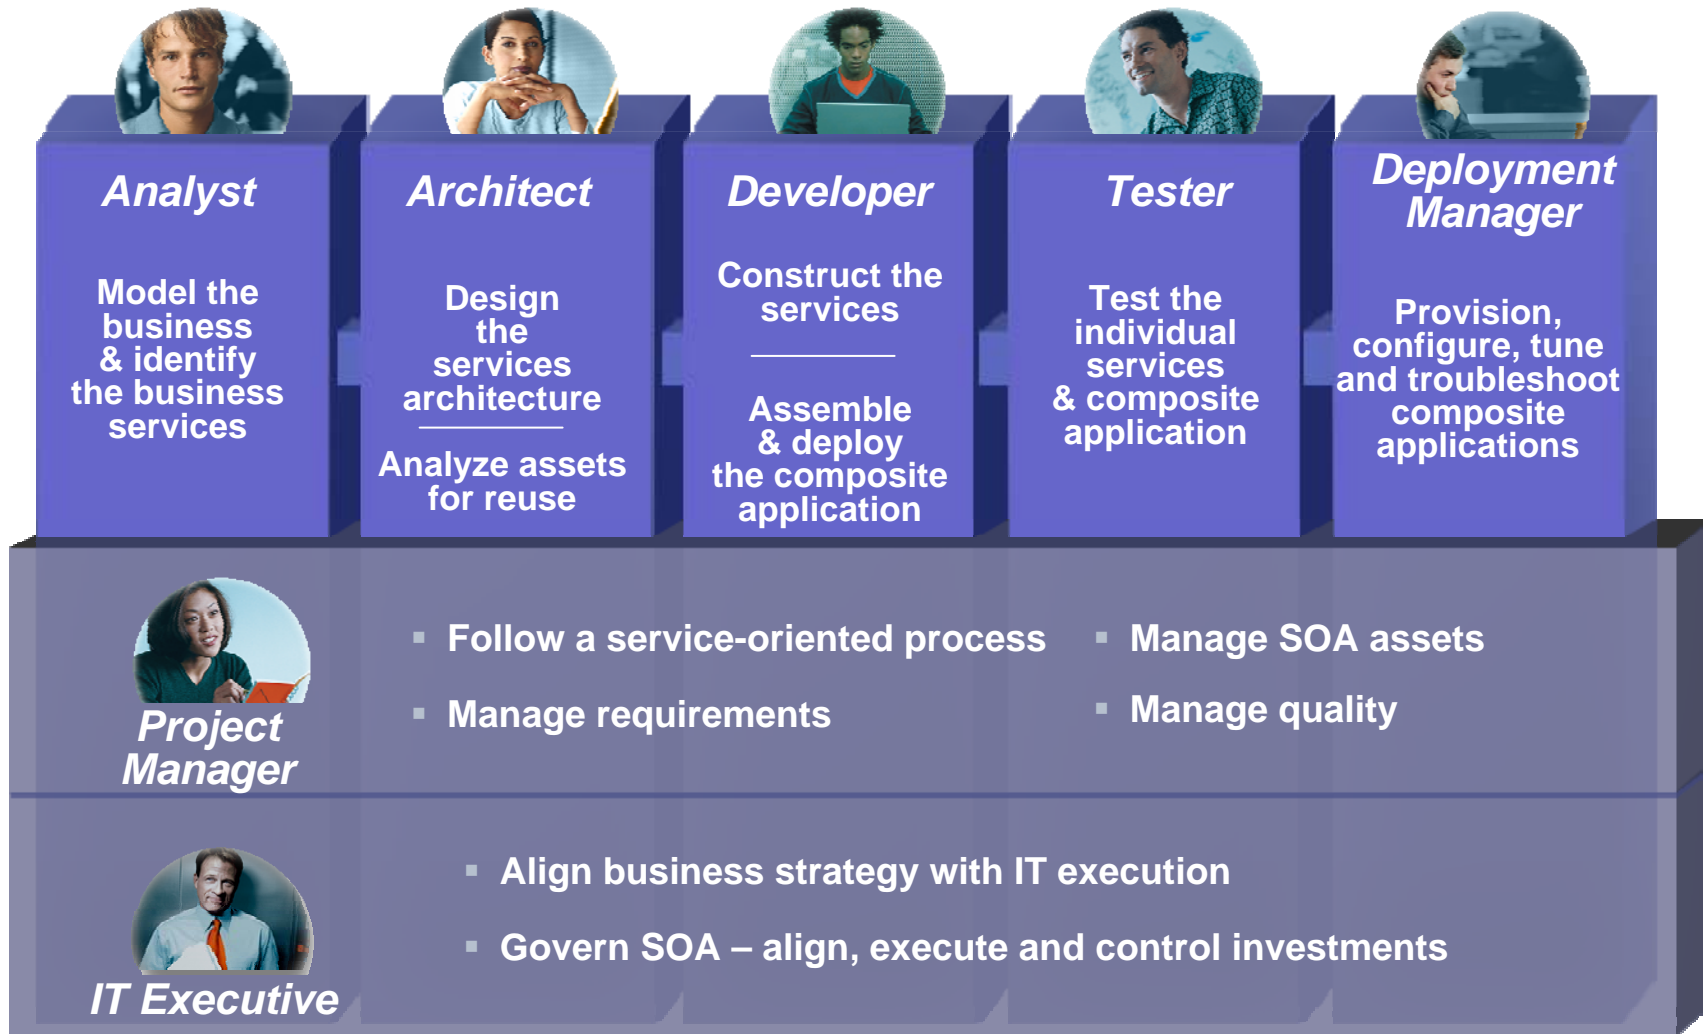 Analyst
Model the
business
& identify
the business
services
Architect
Design
the
services
architecture
Analyze assets
for reuse
Developer
Construct the
services
Assemble
& deploy
the composite
application
Tester
Test the
individual
services
& composite
application
Deployment
Manager
Provision,
configure, tune
and troubleshoot
composite
applications
Project
Manager
▪ Follow a service-oriented process
▪ Manage requirements
▪ Manage SOA assets
▪ Manage quality
IT Executive
▪ Align business strategy with IT execution
▪ Govern SOA – align, execute and control investments